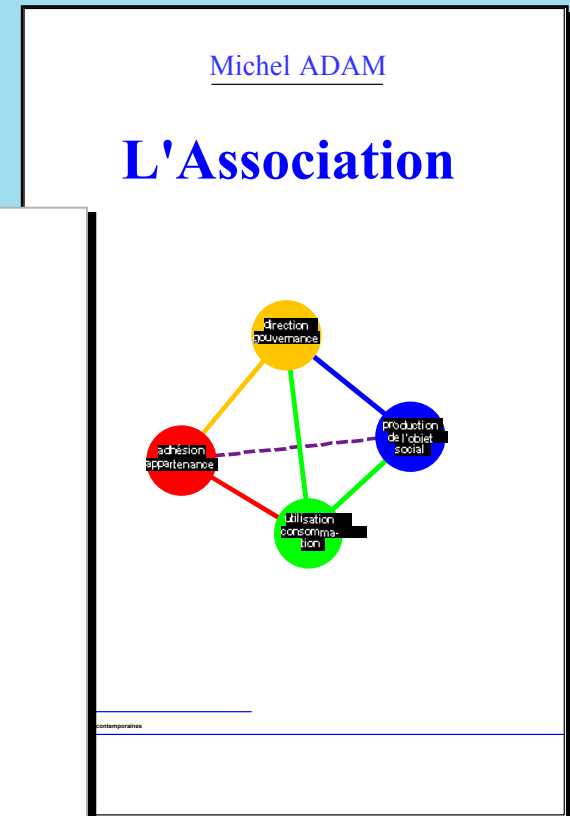 Michel ADAM
L'Association
direction
gouvernance
production
de l'objet
social
adhésion
appartenance
utilisation
consomma-
tion
contemporaines